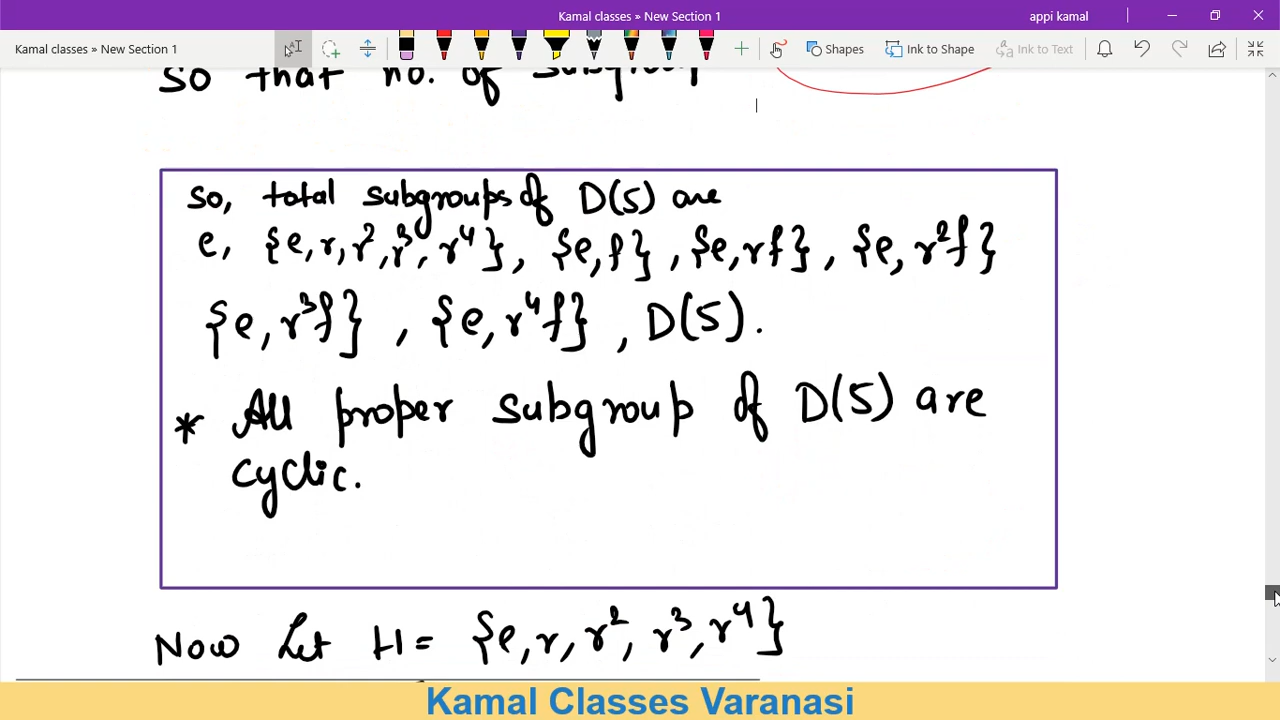 Kamal classes » New Section 1
appi kamal
Kamal classes » New Section 1
Shapes
Ink to Shape
Ink to Text
So that no. of subgroup
So, total subgroups of D(5) are
e, {e, r, r², r³, r⁴}, {e, f}, {e, rf}, {e, r²f}
{e, r³f}, {e, r⁴f}, D(5).
* All proper subgroup of D(5) are
cyclic.
Now Let H = {e, r, r², r³, r⁴}
Kamal Classes Varanasi